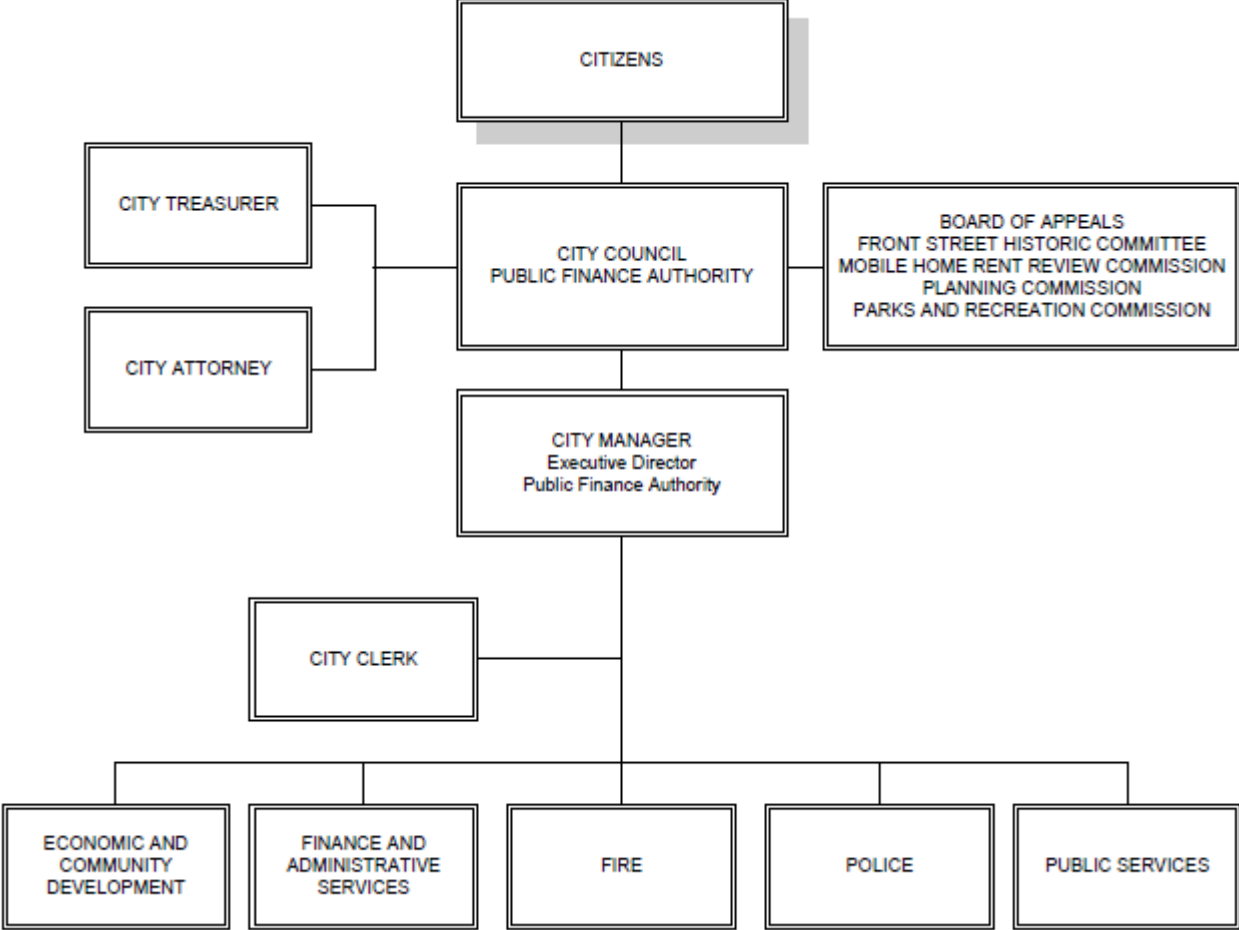 CITIZENS
CITY TREASURER
CITY COUNCIL
PUBLIC FINANCE AUTHORITY
BOARD OF APPEALS
FRONT STREET HISTORIC COMMITTEE
MOBILE HOME RENT REVIEW COMMISSION
PLANNING COMMISSION
PARKS AND RECREATION COMMISSION
CITY ATTORNEY
CITY MANAGER
Executive Director
Public Finance Authority
CITY CLERK
ECONOMIC AND
COMMUNITY
DEVELOPMENT
FINANCE AND
ADMINISTRATIVE
SERVICES
FIRE
POLICE
PUBLIC SERVICES